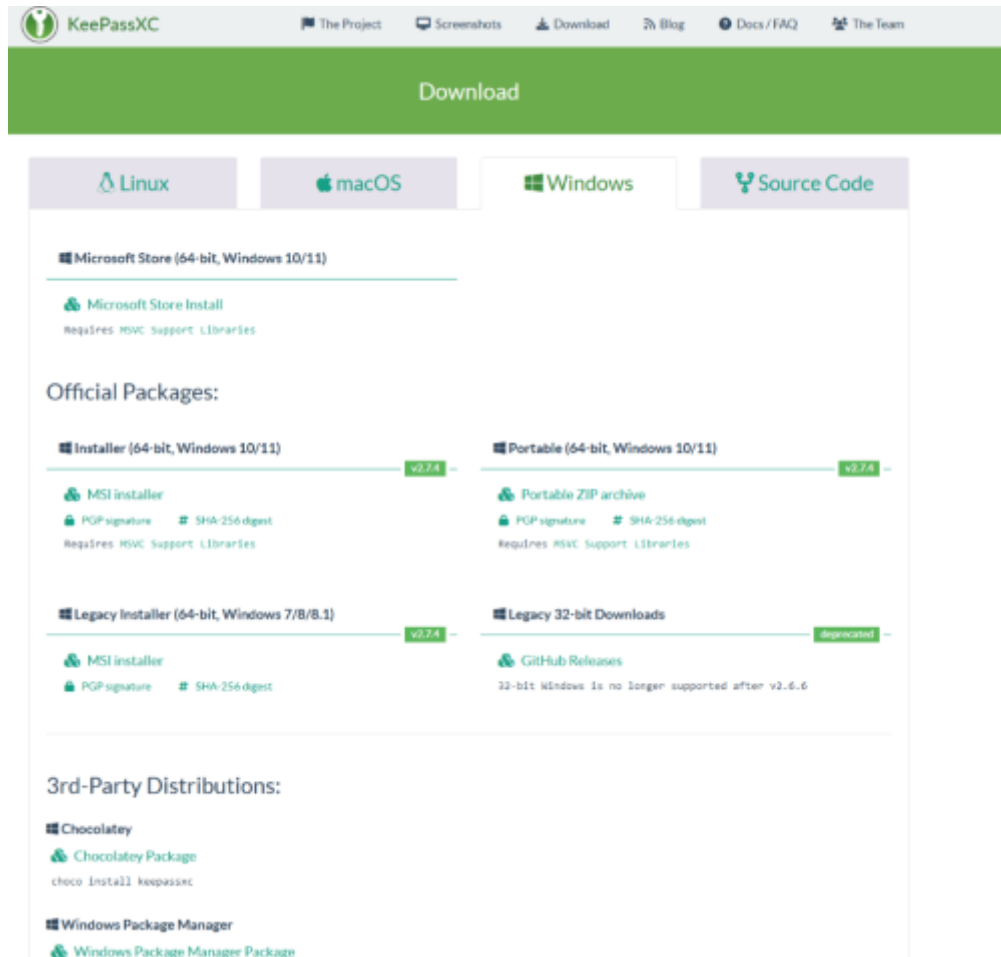 KeePassXC The Project Screenshots Download Blog Docs / FAQ The Team
Download
Linux macOS Windows Source Code
Microsoft Store (64-bit, Windows 10/11)
Microsoft Store Install
Requires MSVC Support Libraries
Official Packages:
Installer (64-bit, Windows 10/11)
v2.7.4
MSI installer
PGP signature # SHA-256 digest
Requires MSVC Support Libraries
Portable (64-bit, Windows 10/11)
v2.7.4
Portable ZIP archive
PGP signature # SHA-256 digest
Requires MSVC Support Libraries
Legacy Installer (64-bit, Windows 7/8/8.1)
v2.7.4
MSI installer
PGP signature # SHA-256 digest
Legacy 32-bit Downloads
deprecated
GitHub Releases
32-bit Windows is no longer supported after v2.6.6
3rd-Party Distributions:
Chocolatey
Chocolatey Package
choco install keepassxc
Windows Package Manager
Windows Package Manager Package